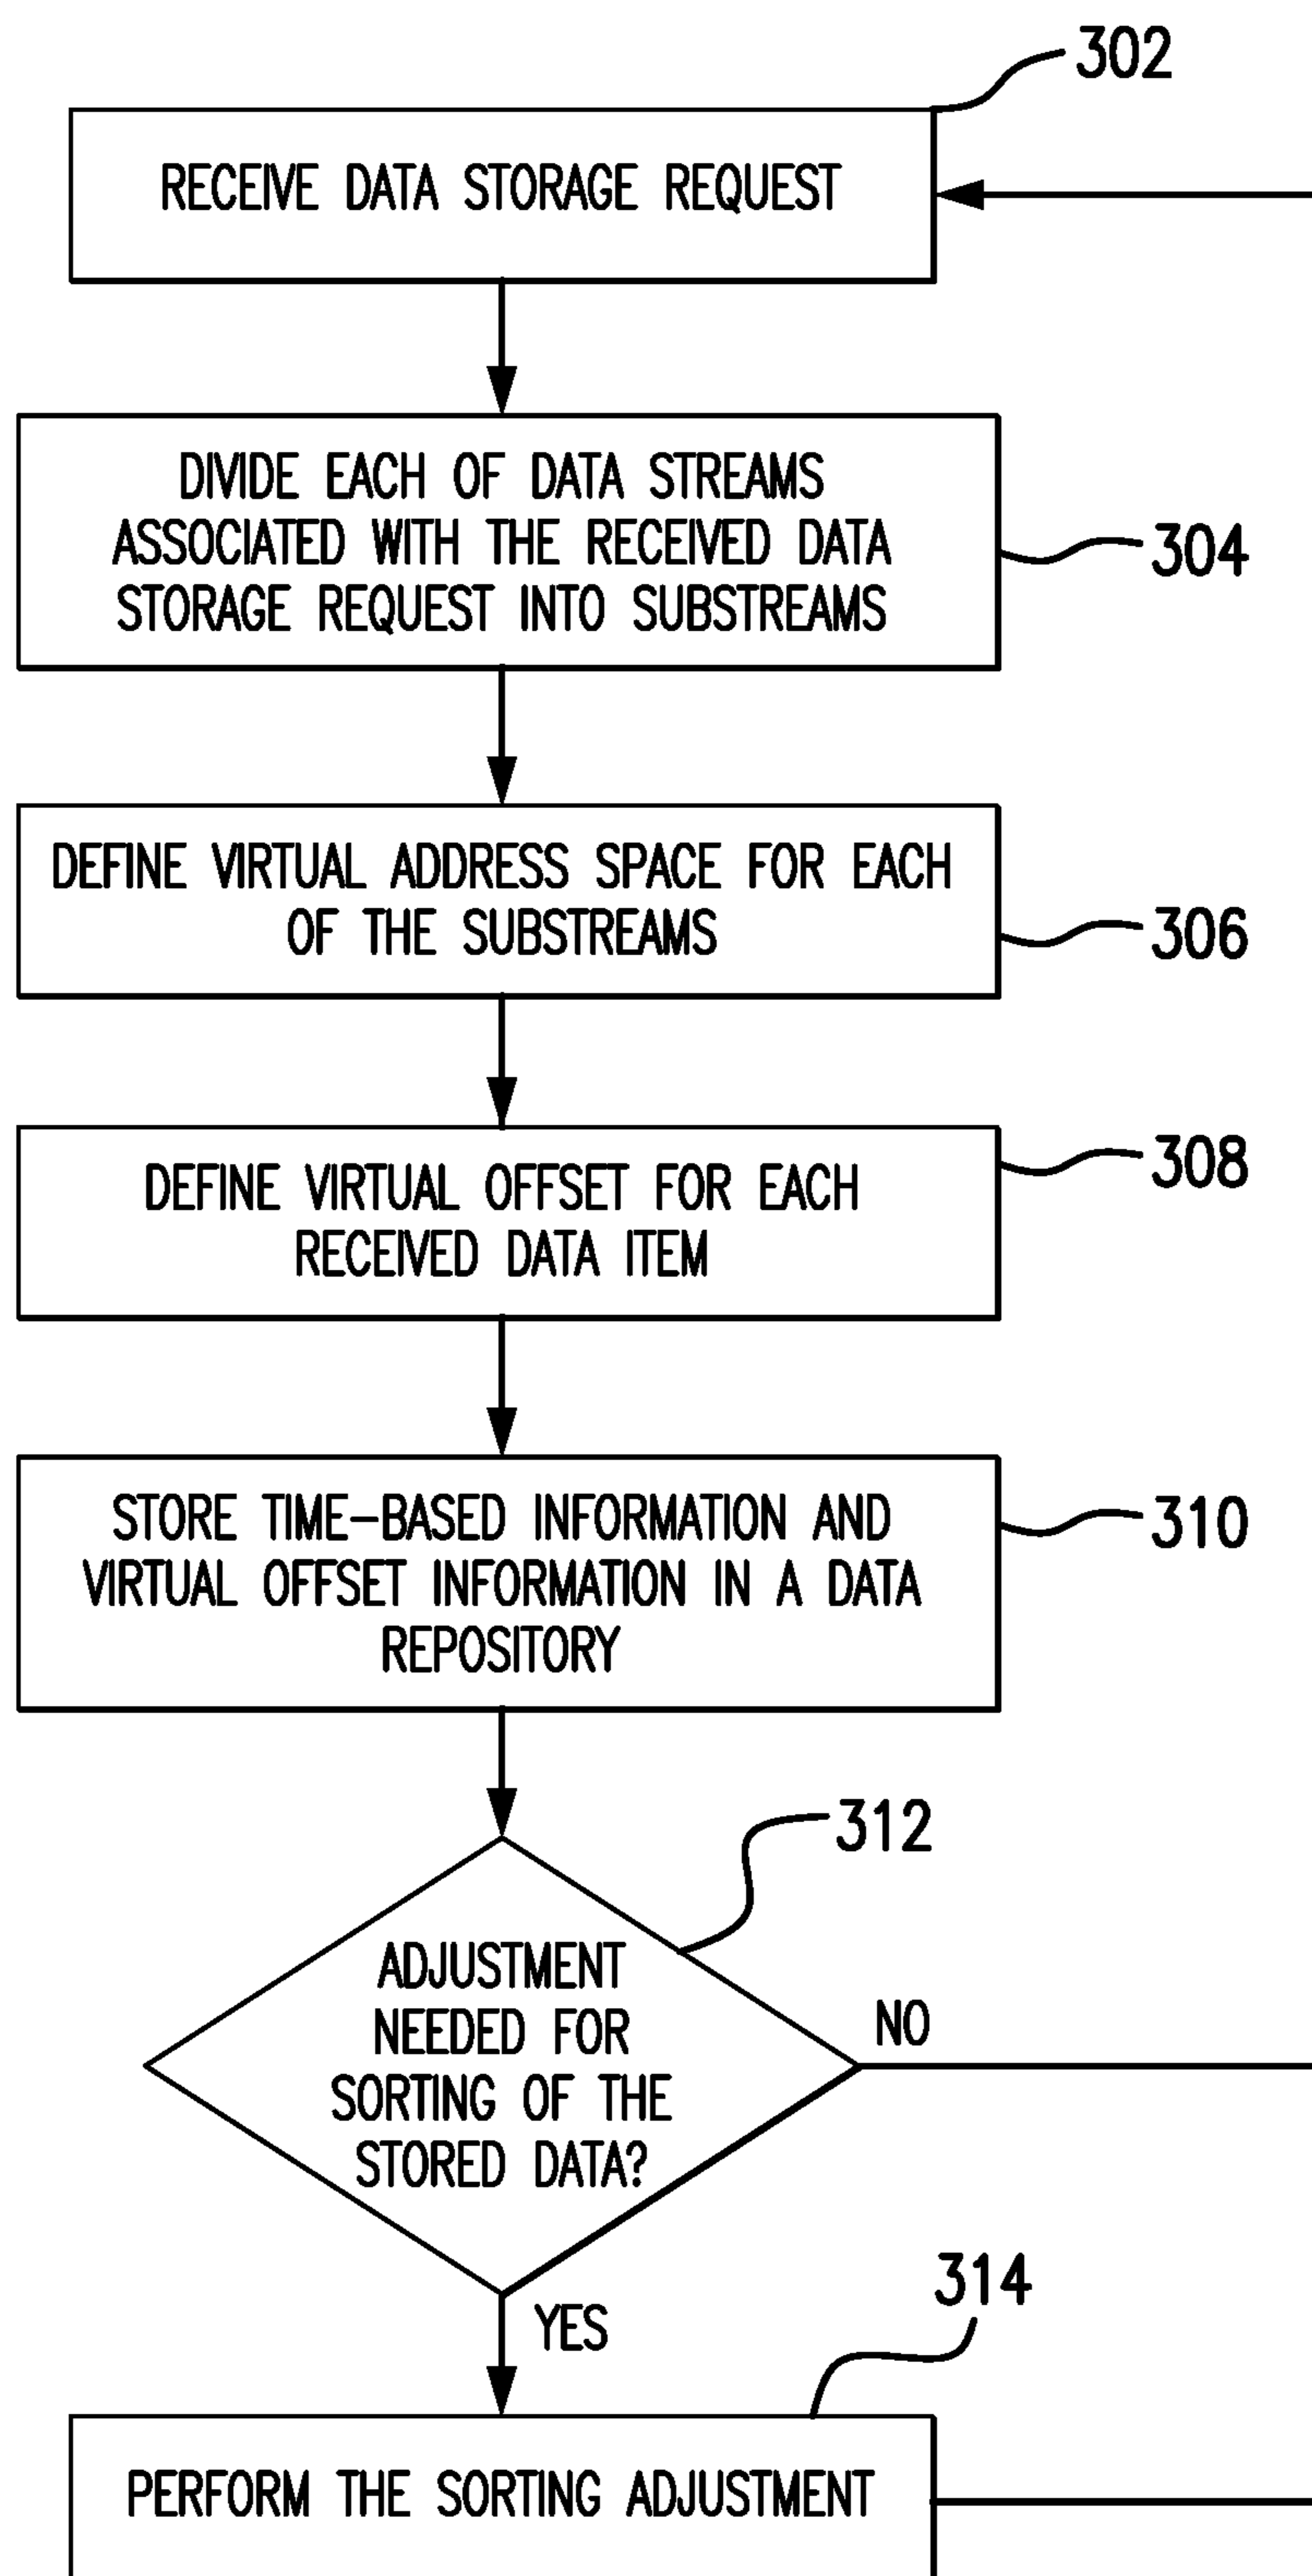 302
RECEIVE DATA STORAGE REQUEST
DIVIDE EACH OF DATA STREAMS
ASSOCIATED WITH THE RECEIVED DATA
STORAGE REQUEST INTO SUBSTREAMS
304
DEFINE VIRTUAL ADDRESS SPACE FOR EACH
OF THE SUBSTREAMS
306
DEFINE VIRTUAL OFFSET FOR EACH
RECEIVED DATA ITEM
308
STORE TIME-BASED INFORMATION AND
VIRTUAL OFFSET INFORMATION IN A DATA
REPOSITORY
310
312
ADJUSTMENT
NEEDED FOR
SORTING OF THE
STORED DATA?
NO
YES
314
PERFORM THE SORTING ADJUSTMENT